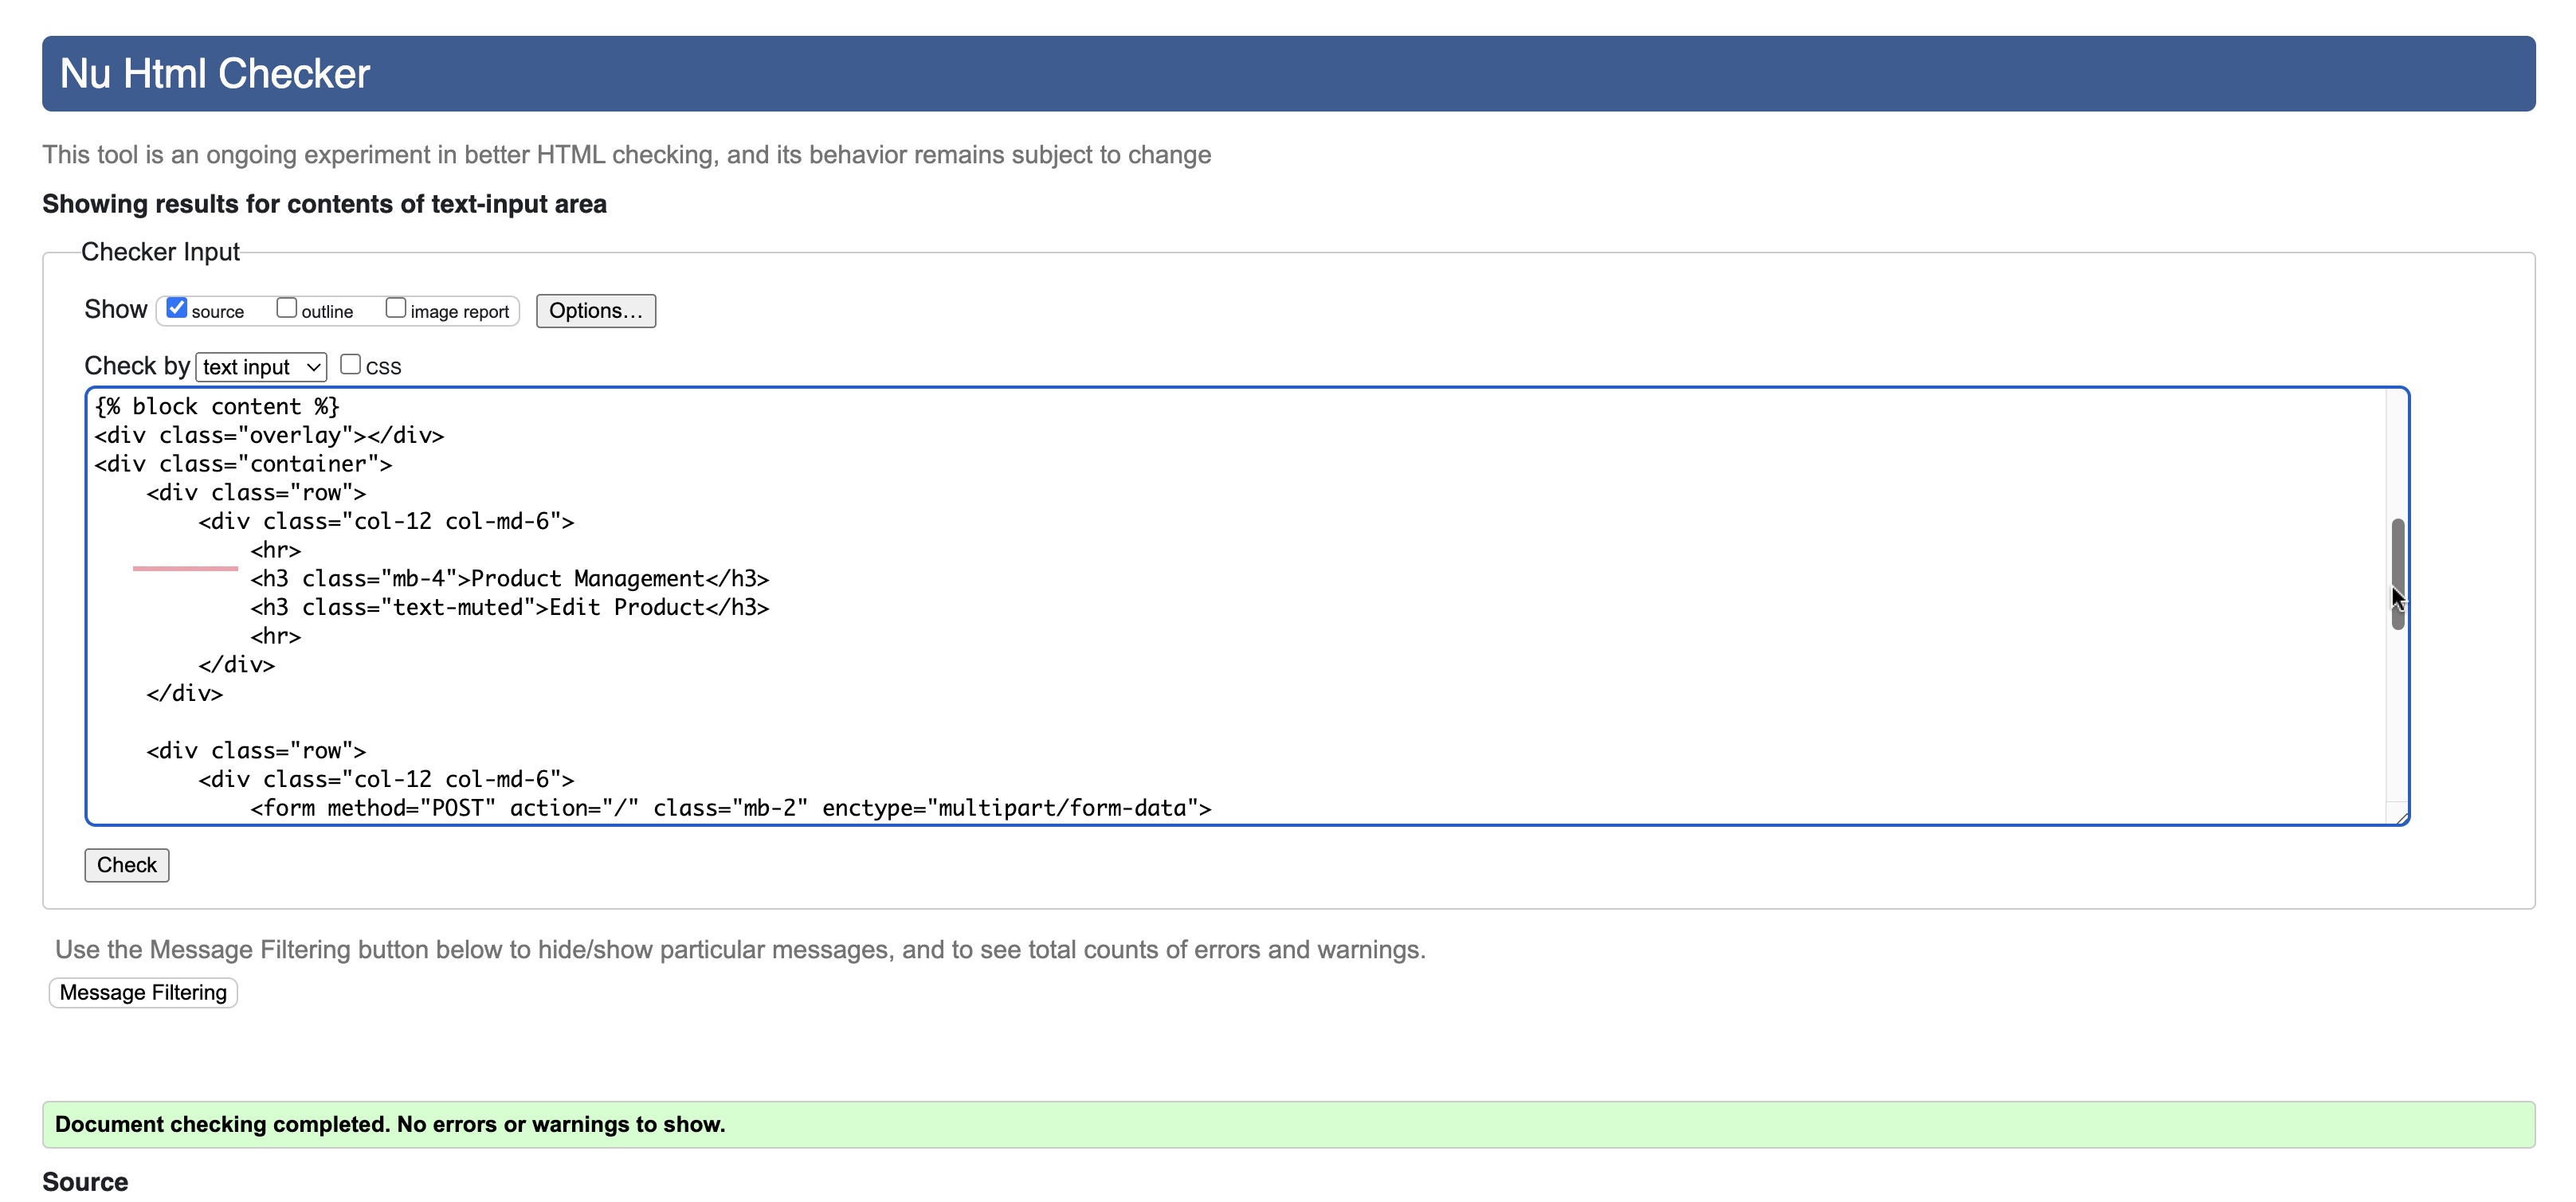 Nu Html Checker
This tool is an ongoing experiment in better HTML checking, and its behavior remains subject to change
Showing results for contents of text-input area
Checker Input
Show source outline image report Options...
Check by text input css
{% block content %}
<div class="overlay"></div>
<div class="container">
    <div class="row">
        <div class="col-12 col-md-6">
            <hr>
            <h3 class="mb-4">Product Management</h3>
            <h3 class="text-muted">Edit Product</h3>
            <hr>
        </div>
    </div>

    <div class="row">
        <div class="col-12 col-md-6">
            <form method="POST" action="/" class="mb-2" enctype="multipart/form-data">
Check
Use the Message Filtering button below to hide/show particular messages, and to see total counts of errors and warnings.
Message Filtering
Document checking completed. No errors or warnings to show.
Source